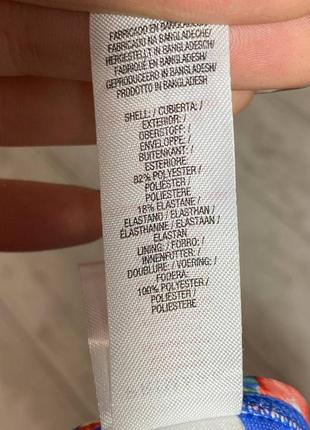 FABRICADO EN BANGLADESH/
FABRICADO NA BANGLADECHE/
HERGESTELLT IN BANGLADESH/
FABRIQUÉ EN BANGLADESH/
GEPRODUCEERD IN BANGLADESH/
PRODOTTO IN BANGLADESH
SHELL: / CUBIERTA: /
EXTERIOR: /
OBERSTOFF: /
ENVELOPPE: /
BUITENKANT: /
ESTERIORE:
82% POLYESTER /
POLIÉSTER /
POLIESTERE
18% ELASTANE /
ELASTANO / ELASTHAN /
ÉLASTHANNE / ELASTAAN /
ELASTAN
LINING: / FORRO: /
INNENFUTTER: /
DOUBLURE: / VOERING: /
FODERA:
100% POLYESTER /
POLIÉSTER /
POLIESTERE